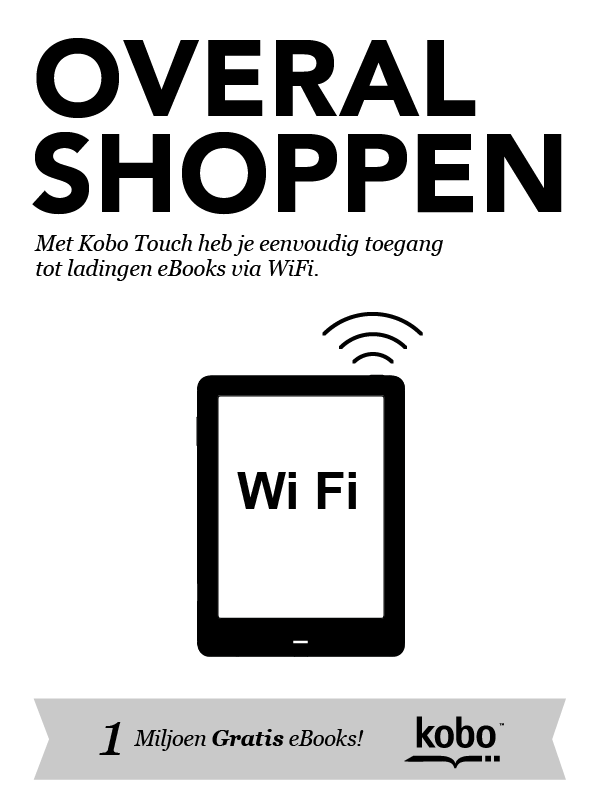 OVERAL
SHOPPEN
Met Kobo Touch heb je eenvoudig toegang
tot ladingen eBooks via WiFi.
Wi Fi
1 Miljoen Gratis eBooks!
kobo™